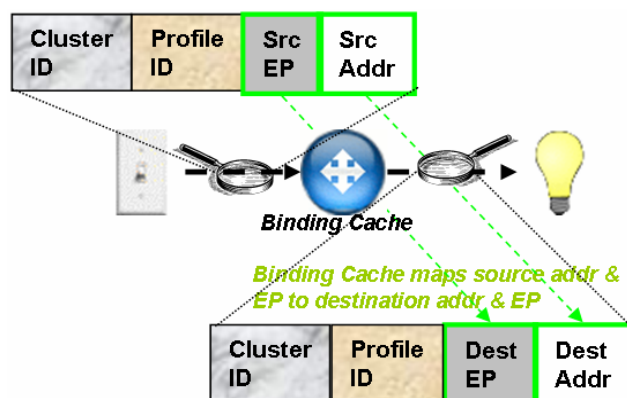 Cluster ID
Profile ID
Src EP
Src Addr
Binding Cache
Binding Cache maps source addr &
EP to destination addr & EP
Cluster ID
Profile ID
Dest EP
Dest Addr